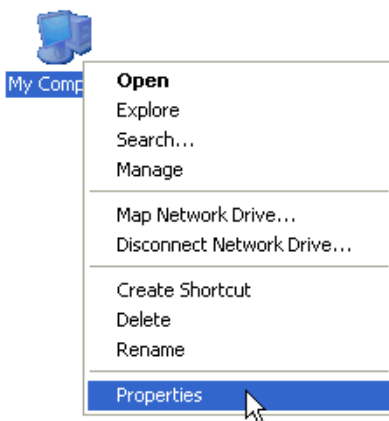 My Comp
Open
Explore
Search...
Manage
Map Network Drive...
Disconnect Network Drive...
Create Shortcut
Delete
Rename
Properties